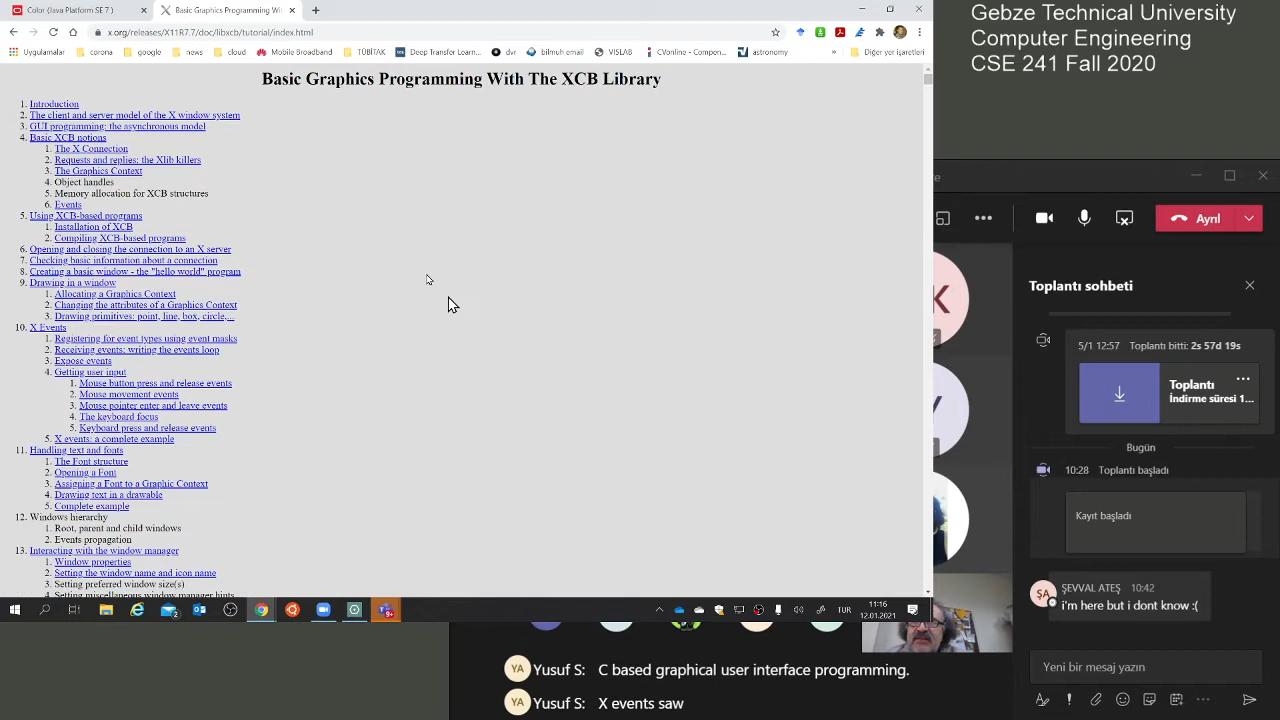 Color (Java Platform SE 7 )
Basic Graphics Programming With
x.org/releases/X11R7.7/doc/libxcb/tutorial/index.html
Uygulamalar
corona
google
news
cloud
Mobile Broadband
TÜBİTAK
Deep Transfer Learn...
dvr
bilmuh email
VISLAB
CVonline - Compen...
astronomy
»
Diğer yer işaretleri
Basic Graphics Programming With The XCB Library
1. Introduction
2. The client and server model of the X window system
3. GUI programming: the asynchronous model
4. Basic XCB notions
1. The X Connection
2. Requests and replies: the Xlib killers
3. The Graphics Context
4. Object handles
5. Memory allocation for XCB structures
6. Events
5. Using XCB-based programs
1. Installation of XCB
2. Compiling XCB-based programs
6. Opening and closing the connection to an X server
7. Checking basic information about a connection
8. Creating a basic window - the "hello world" program
9. Drawing in a window
1. Allocating a Graphics Context
2. Changing the attributes of a Graphics Context
3. Drawing primitives: point, line, box, circle,...
10. X Events
1. Registering for event types using event masks
2. Receiving events: writing the events loop
3. Expose events
4. Getting user input
1. Mouse button press and release events
2. Mouse movement events
3. Mouse pointer enter and leave events
4. The keyboard focus
5. Keyboard press and release events
5. X events: a complete example
11. Handling text and fonts
1. The Font structure
2. Opening a Font
3. Assigning a Font to a Graphic Context
4. Drawing text in a drawable
5. Complete example
12. Windows hierarchy
1. Root, parent and child windows
2. Events propagation
13. Interacting with the window manager
1. Window properties
2. Setting the window name and icon name
3. Setting preferred window size(s)
4. Setting miscellaneous window manager hints
TUR
11:16
12.01.2021
Gebze Technical University
Computer Engineering
CSE 241 Fall 2020
Ayrıl
K
Toplantı sohbeti
5/1 12:57 Toplantı bitti: 2s 57d 19s
Toplantı
İndirme süresi 1...
Bugün
10:28 Toplantı başladı
Kayıt başladı
ŞA
ŞEVVAL ATEŞ 10:42
i'm here but i dont know :(
Yeni bir mesaj yazın
YA Yusuf S: C based graphical user interface programming.
YA Yusuf S: X events saw